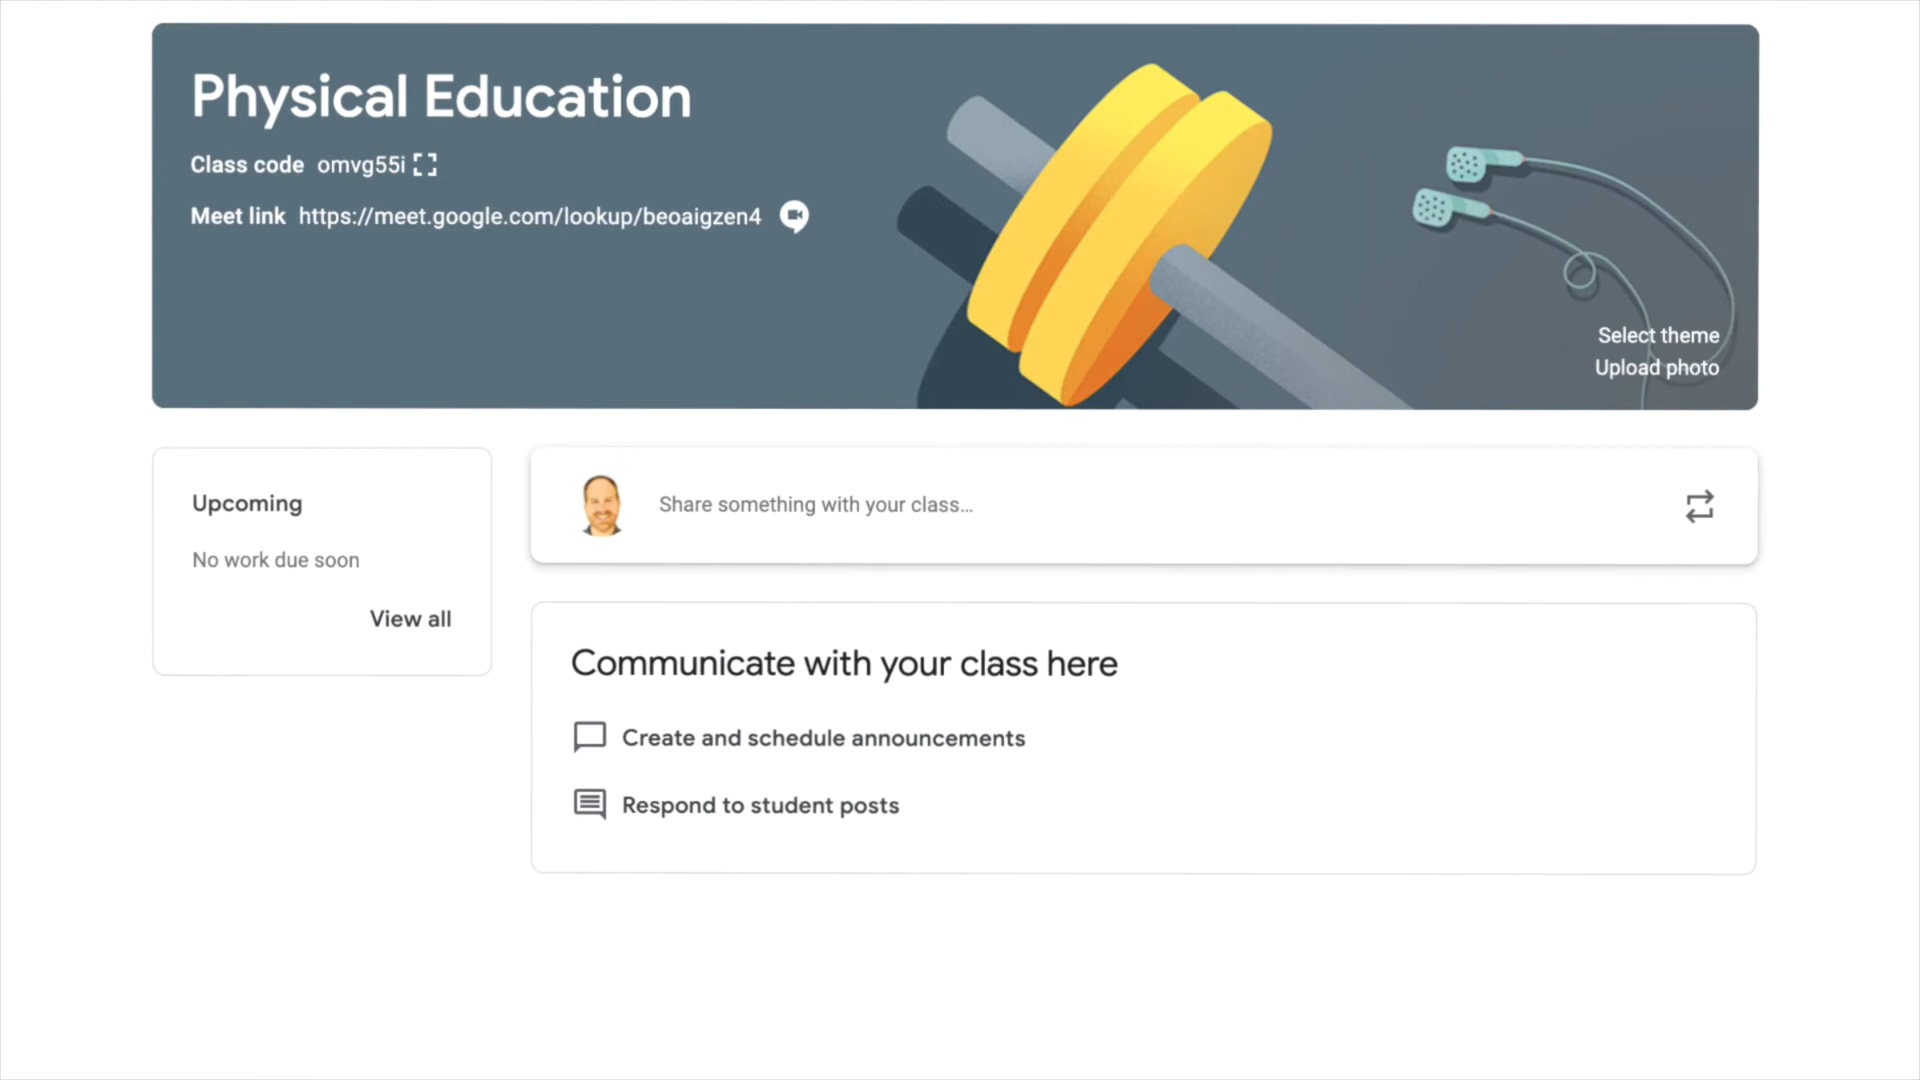 Physical Education
Class code omvg55i
Meet link https://meet.google.com/lookup/beoaigzen4
Select theme
Upload photo
Upcoming
No work due soon
View all
Share something with your class...
Communicate with your class here
Create and schedule announcements
Respond to student posts